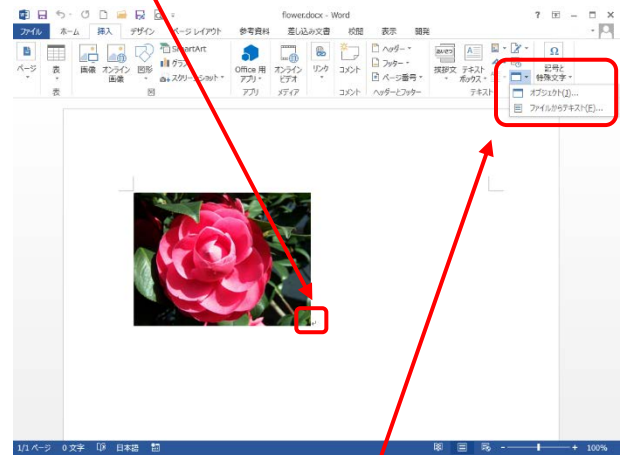 flower.docx - Word
ファイル ホーム 挿入 デザイン ページ レイアウト 参考資料 差し込み文書 校閲 表示 開発
ページ
表
画像
オンライン
画像
図形
SmartArt
グラフ
スクリーンショット
Office 用
アプリ
オンライン
ビデオ
リンク
コメント
ヘッダー
フッター
ページ番号
あいさつ
挨拶文
テキスト
ボックス
Ω
記号と
特殊文字
表 図 アプリ メディア コメント ヘッダーとフッター テキスト
オブジェクト(J)...
ファイルからテキスト(F)...
1/1 ページ 0 文字 日本語 100%